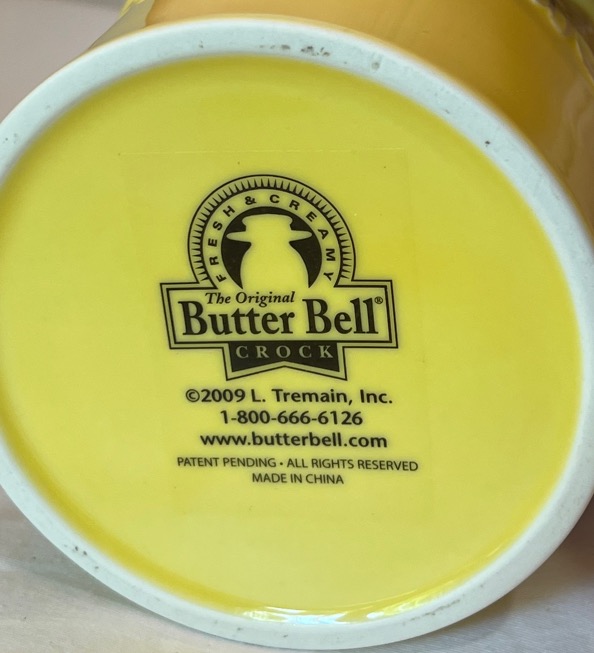 FRESH & CREAMY
The Original
Butter Bell®
CROCK
©2009 L. Tremain, Inc.
1-800-666-6126
www.butterbell.com
PATENT PENDING • ALL RIGHTS RESERVED
MADE IN CHINA